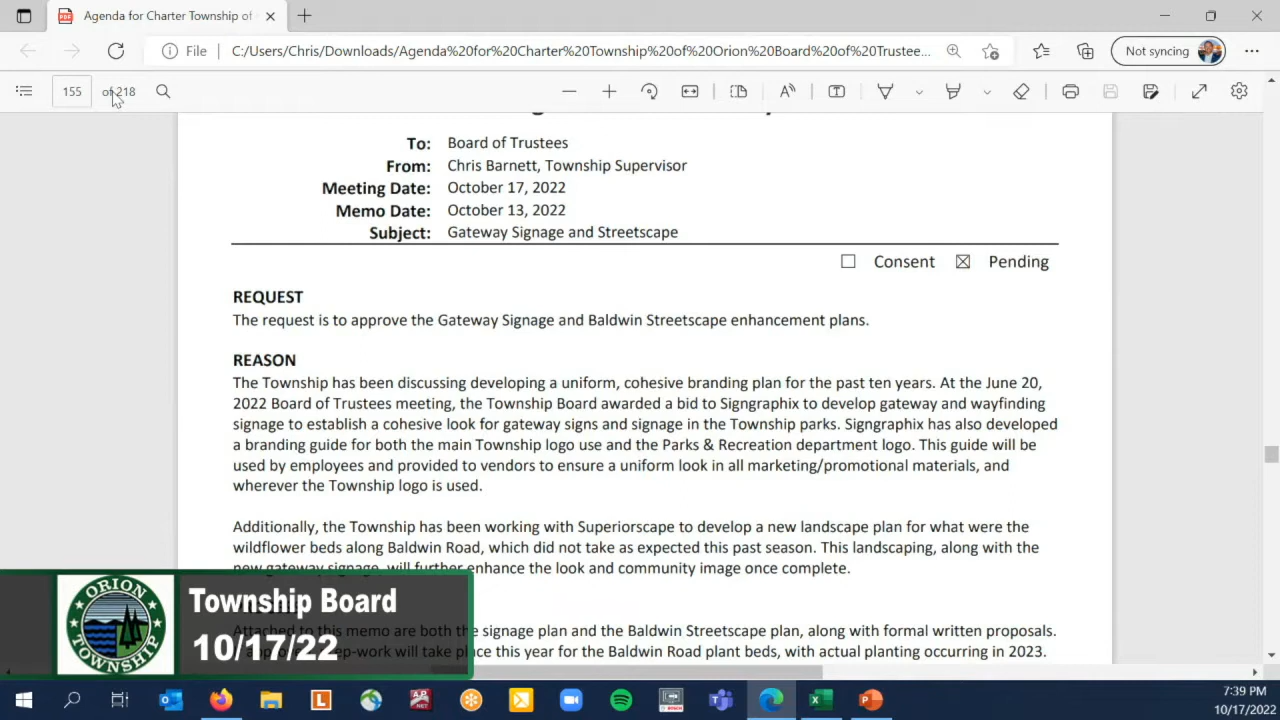 Agenda for Charter Township of
File C:/Users/Chris/Downloads/Agenda%20for%20Charter%20Township%20of%20Orion%20Board%20of%20Trustee... Not syncing
155 of 218
To: Board of Trustees
From: Chris Barnett, Township Supervisor
Meeting Date: October 17, 2022
Memo Date: October 13, 2022
Subject: Gateway Signage and Streetscape
☐ Consent ☒ Pending
REQUEST
The request is to approve the Gateway Signage and Baldwin Streetscape enhancement plans.
REASON
The Township has been discussing developing a uniform, cohesive branding plan for the past ten years. At the June 20,
2022 Board of Trustees meeting, the Township Board awarded a bid to Signgraphix to develop gateway and wayfinding
signage to establish a cohesive look for gateway signs and signage in the Township parks. Signgraphix has also developed
a branding guide for both the main Township logo use and the Parks & Recreation department logo. This guide will be
used by employees and provided to vendors to ensure a uniform look in all marketing/promotional materials, and
wherever the Township logo is used.
Additionally, the Township has been working with Superiorscape to develop a new landscape plan for what were the
wildflower beds along Baldwin Road, which did not take as expected this past season. This landscaping, along with the
new gateway signage, will further enhance the look and community image once complete.
Attached to this memo are both the signage plan and the Baldwin Streetscape plan, along with formal written proposals.
will take place this year for the Baldwin Road plant beds, with actual planting occurring in 2023.
ORION
TOWNSHIP
Township Board
10/17/22
7:39 PM
10/17/2022